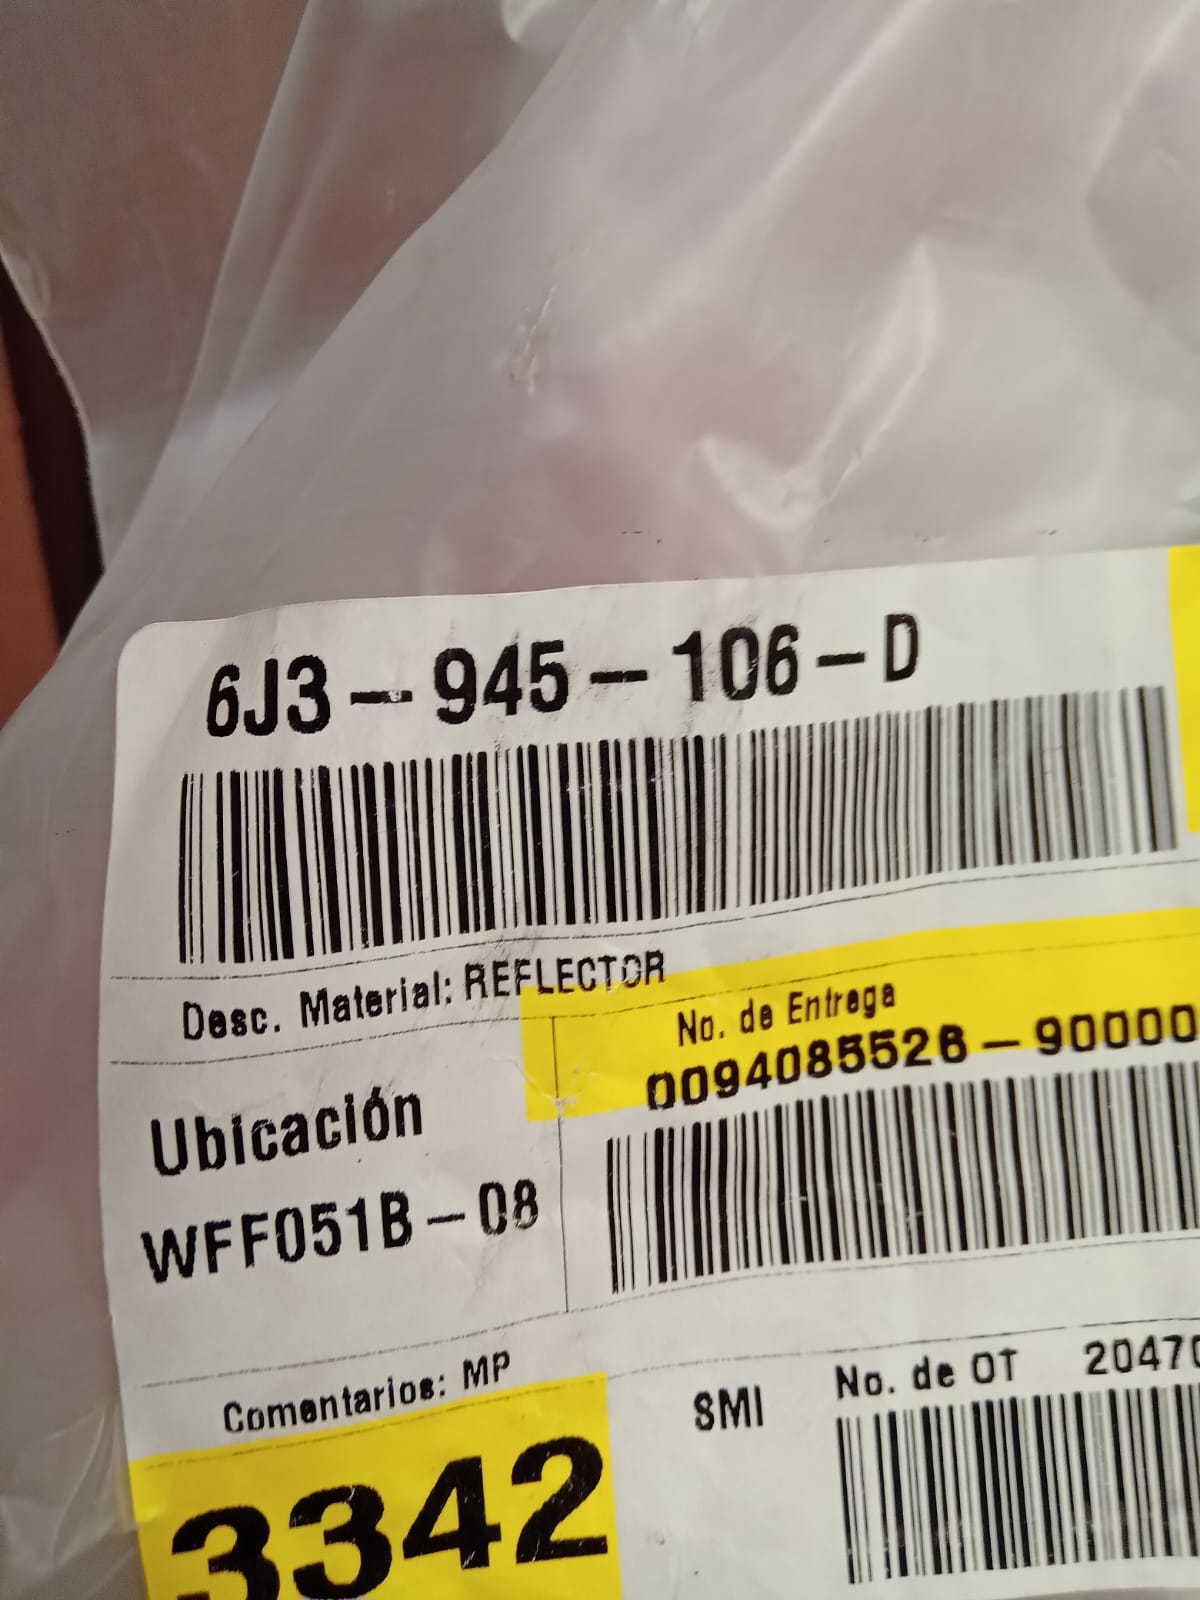 6J3-945-106-D
Desc. Material: REFLECTOR
No. de Entrega
0094085526-90000
Ubicación
WFF051B-08
Comentarios: MP
SMI
No. de OT 20470
3342